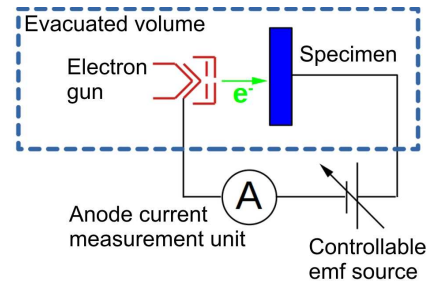 Evacuated volume
Electron
gun
Specimen
e-
A
Anode current
measurement unit
Controllable
emf source